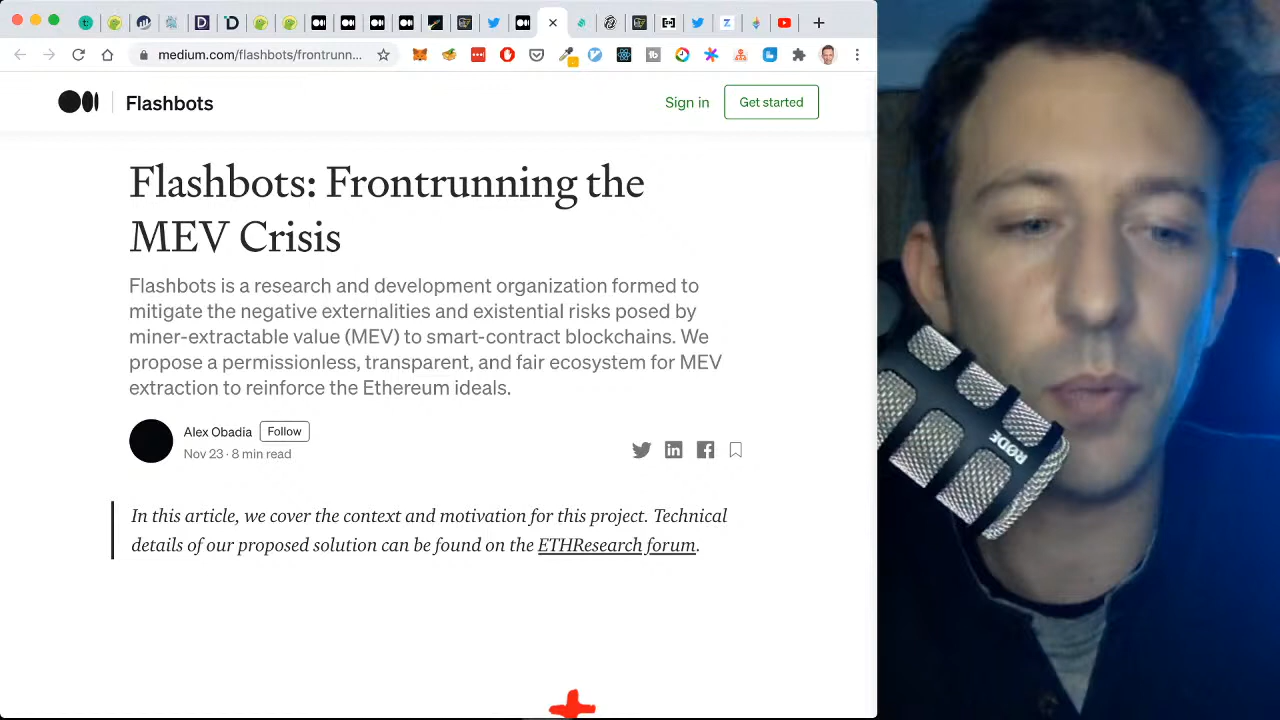 medium.com/flashbots/frontrunn...
Flashbots
Sign in
Get started
Flashbots: Frontrunning the
MEV Crisis
Flashbots is a research and development organization formed to
mitigate the negative externalities and existential risks posed by
miner-extractable value (MEV) to smart-contract blockchains. We
propose a permissionless, transparent, and fair ecosystem for MEV
extraction to reinforce the Ethereum ideals.
Alex Obadia
Follow
Nov 23 · 8 min read
In this article, we cover the context and motivation for this project. Technical
details of our proposed solution can be found on the ETHResearch forum.
RØDE